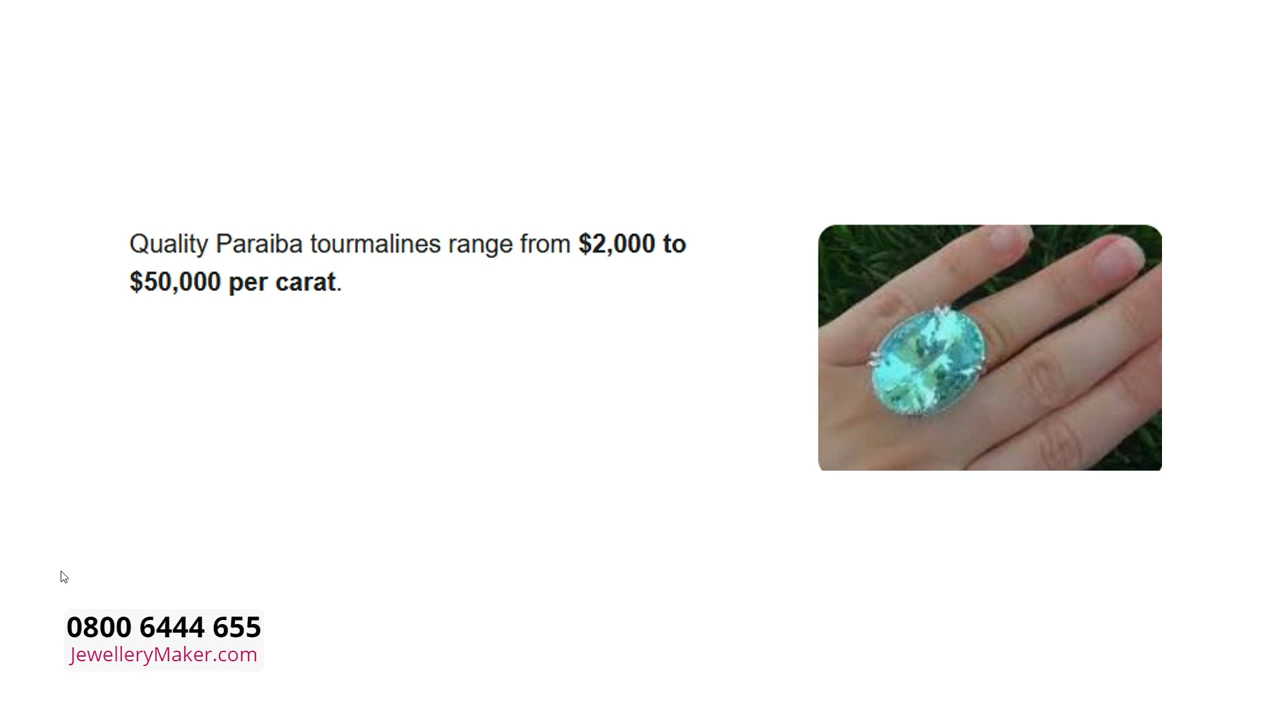 Quality Paraiba tourmalines range from $2,000 to
$50,000 per carat.
0800 6444 655
JewelleryMaker.com